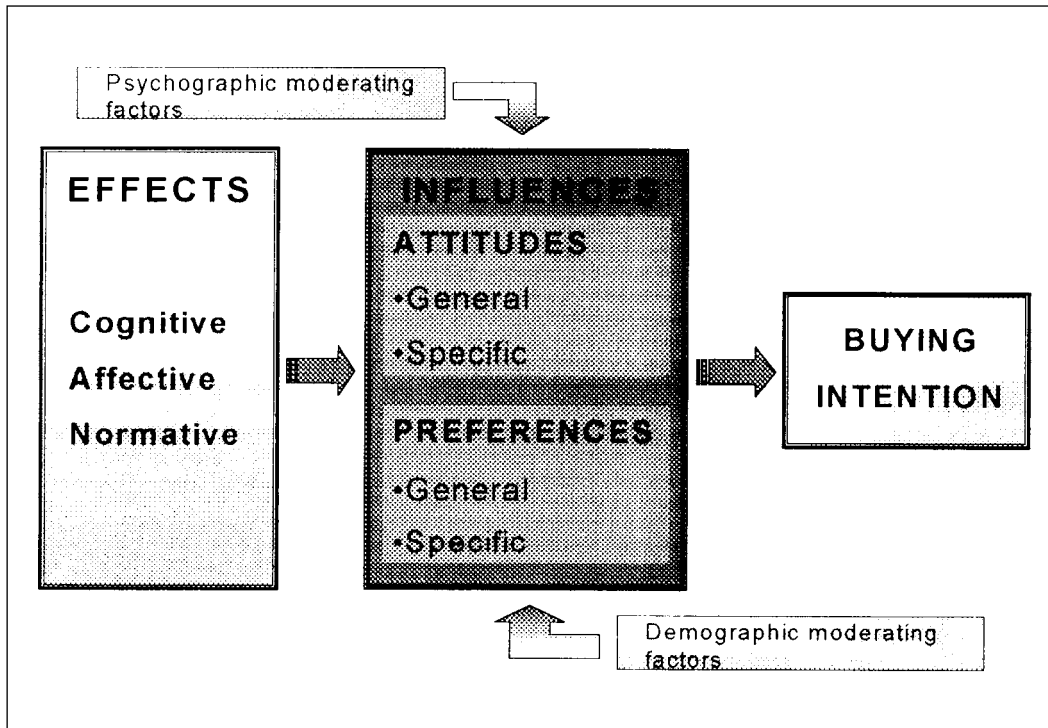 Psychographic moderating
factors
EFFECTS
Cognitive
Affective
Normative
INFLUENCES
ATTITUDES
•General
•Specific
PREFERENCES
•General
•Specific
BUYING
INTENTION
Demographic moderating
factors